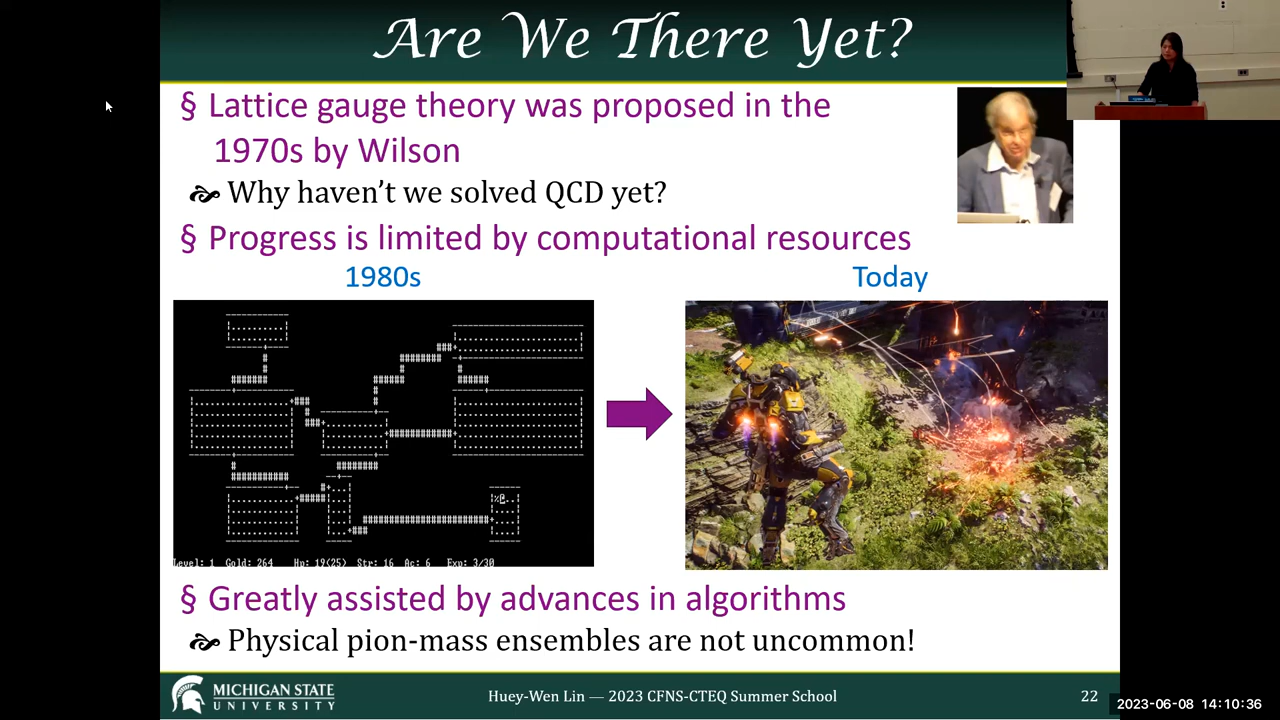 Are We There Yet?
§ Lattice gauge theory was proposed in the
1970s by Wilson
Why haven't we solved QCD yet?
§ Progress is limited by computational resources
1980s
Today
Level: 1 Gold: 264 Hp: 19(25) Str: 16 Ac: 6 Exp: 3/30
§ Greatly assisted by advances in algorithms
Physical pion-mass ensembles are not uncommon!
MICHIGAN STATE
UNIVERSITY
Huey-Wen Lin — 2023 CFNS-CTEQ Summer School
22
2023-06-08 14:10:36